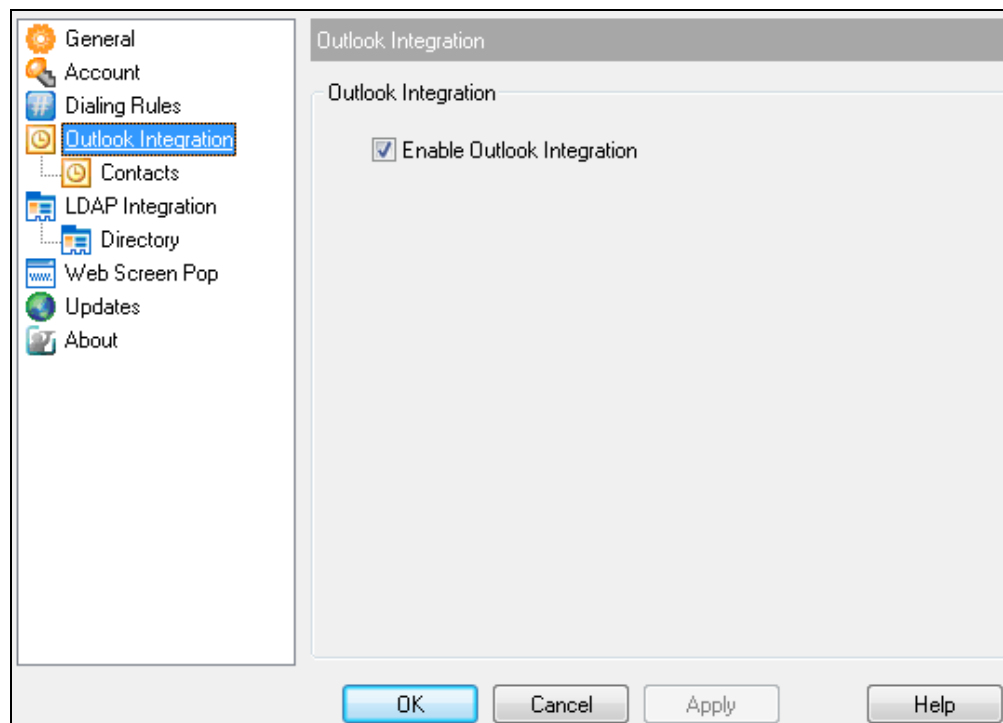 General
Account
Dialing Rules
Outlook Integration
Contacts
LDAP Integration
Directory
Web Screen Pop
Updates
About
Outlook Integration
Outlook Integration
Enable Outlook Integration
OK
Cancel
Apply
Help